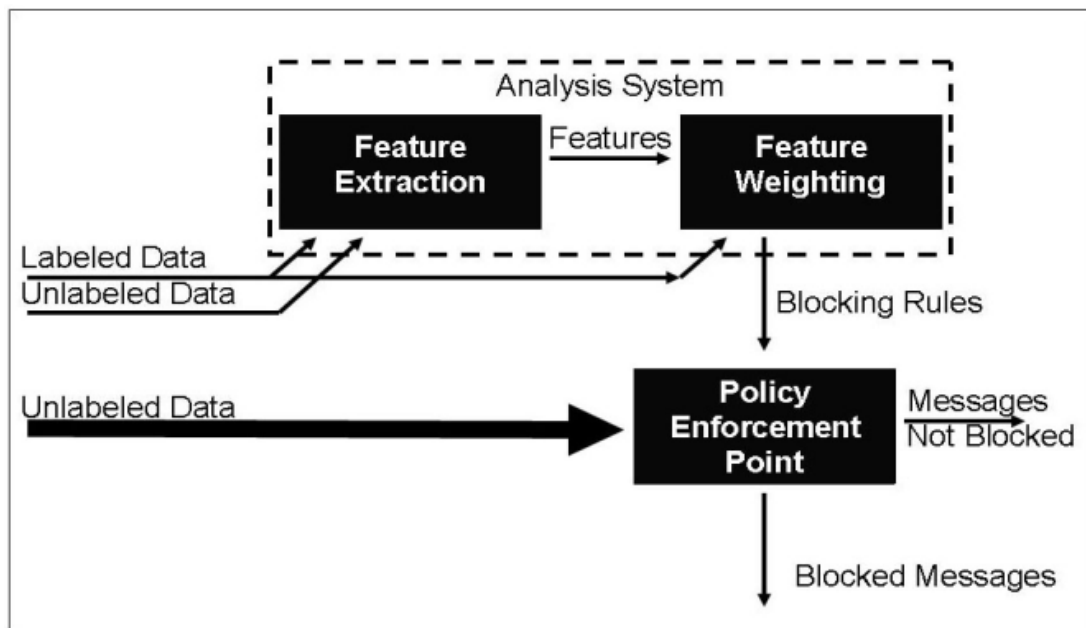 Analysis System
Feature
Extraction
Features
Feature
Weighting
Labeled Data
Unlabeled Data
Blocking Rules
Unlabeled Data
Policy
Enforcement
Point
Messages
Not Blocked
Blocked Messages